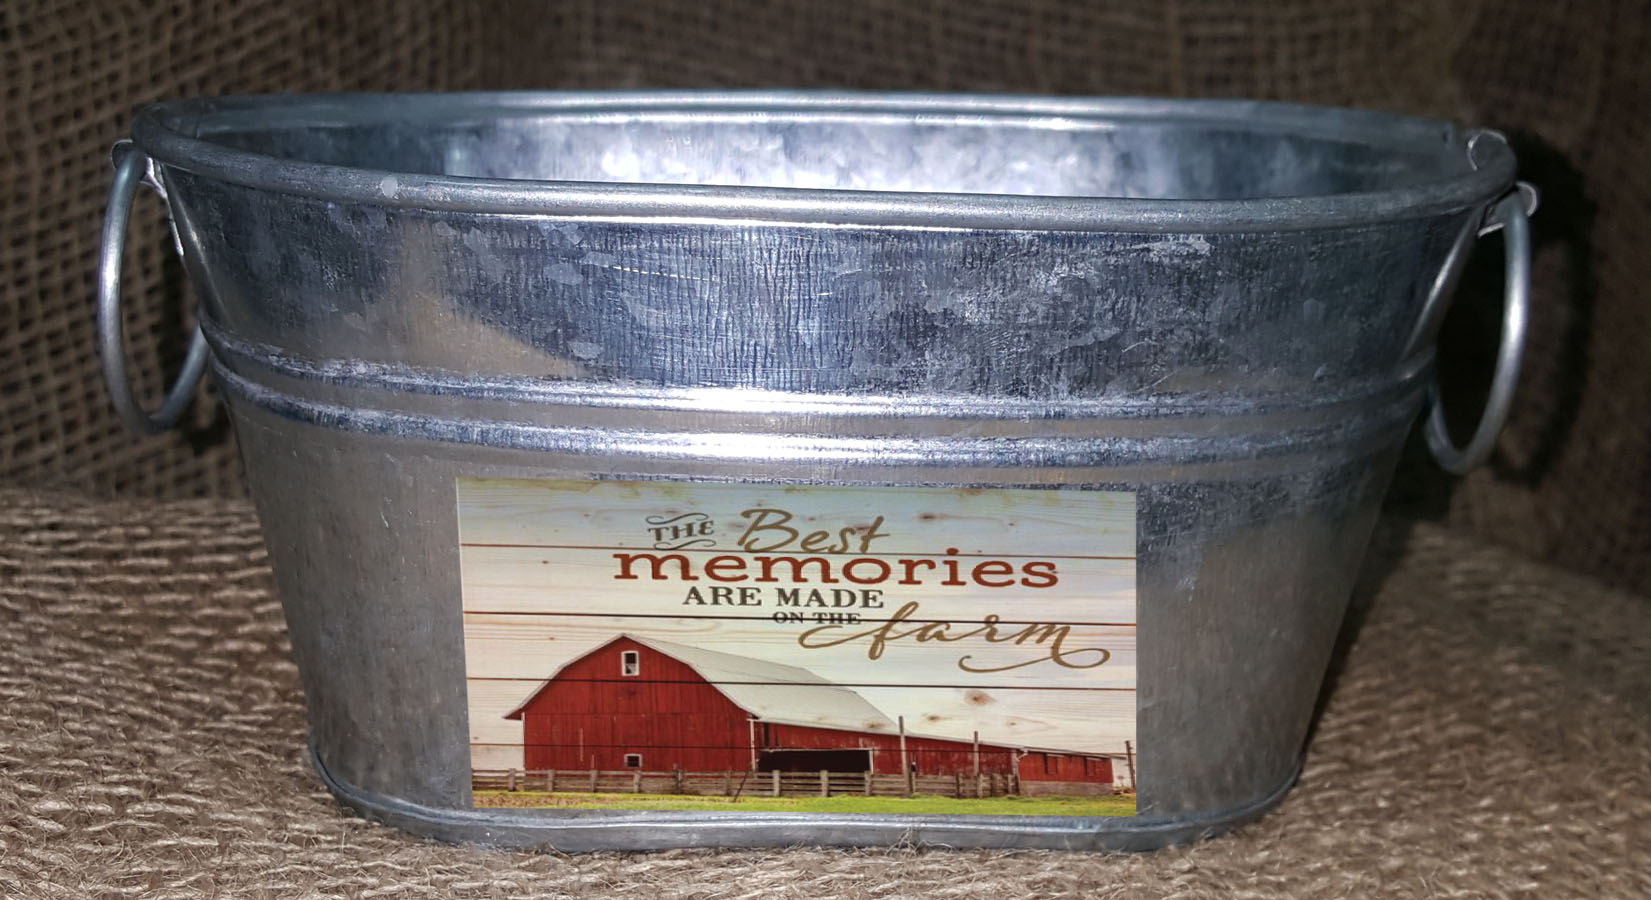 THE Best
memories
ARE MADE
ON THE farm